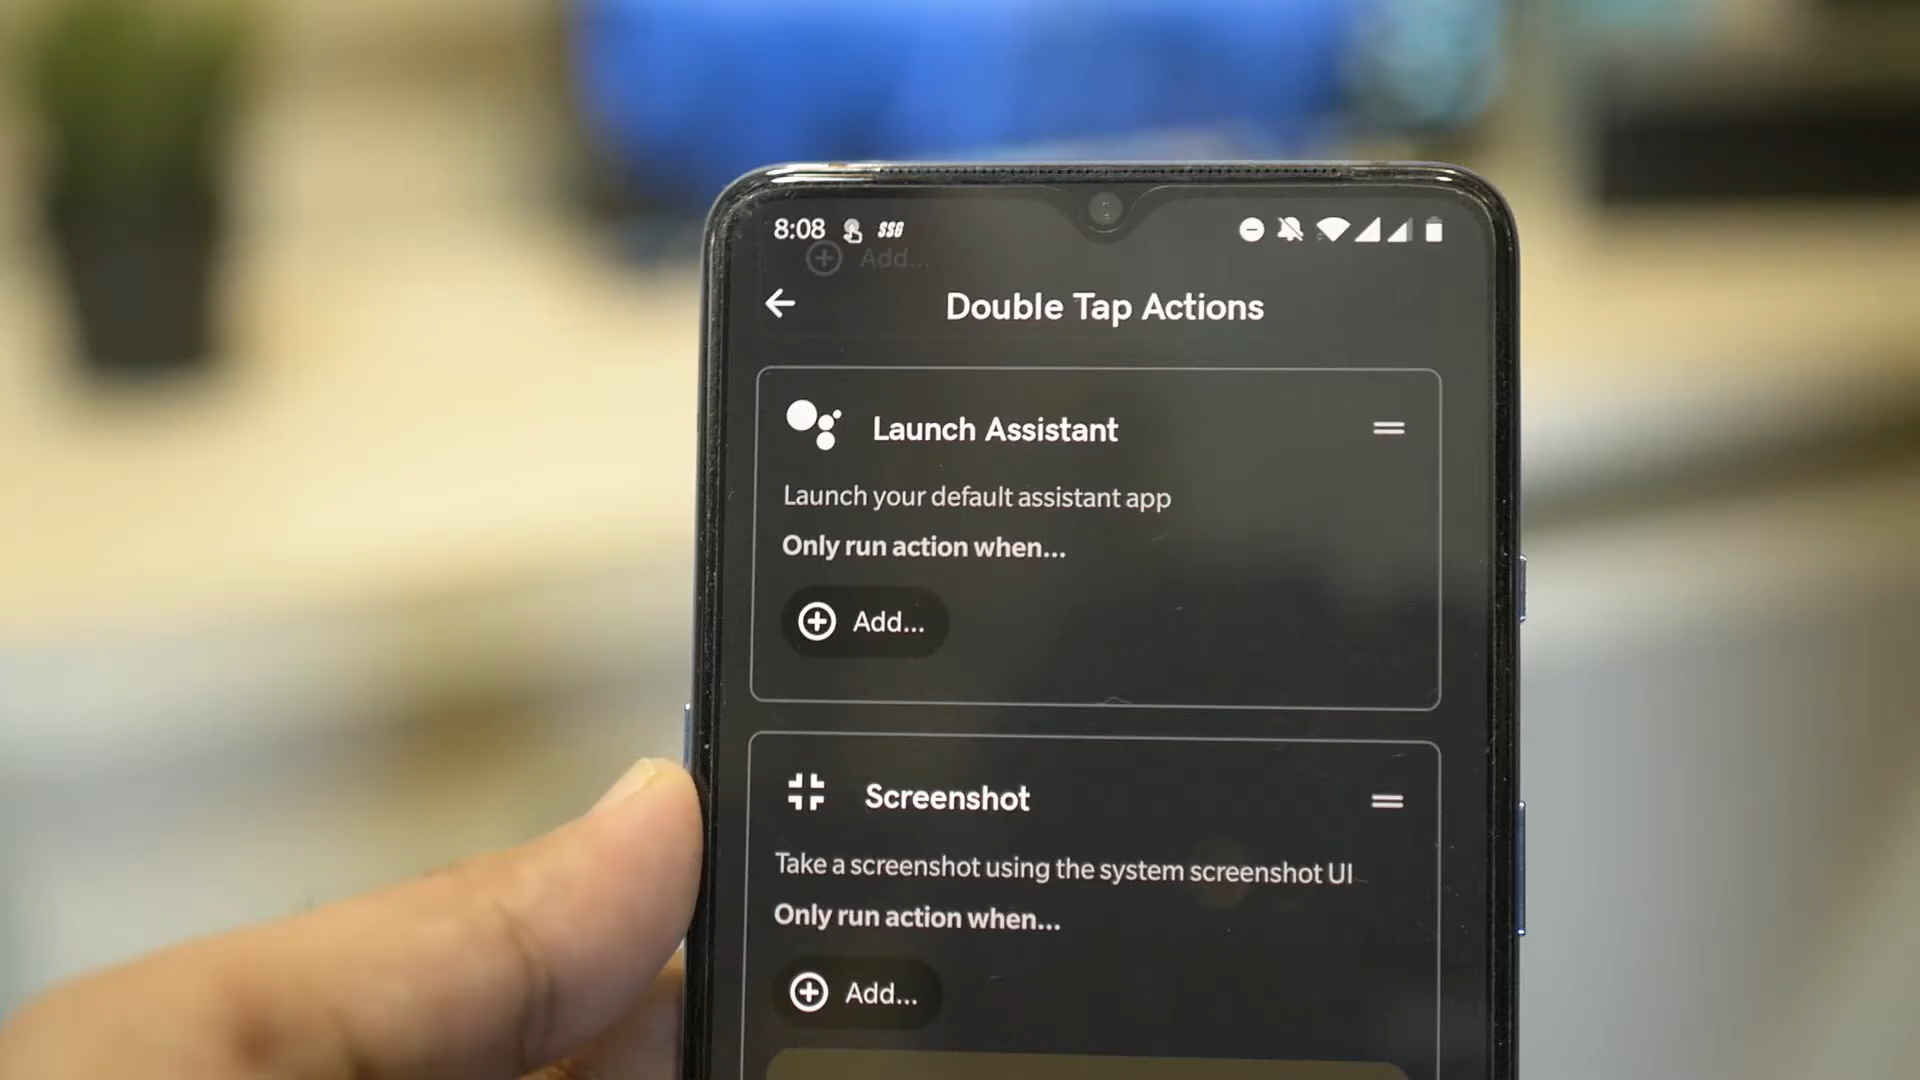 8:08 SSG
Add...
Double Tap Actions
Launch Assistant
Launch your default assistant app
Only run action when...
Add...
Screenshot
Take a screenshot using the system screenshot UI
Only run action when...
Add...